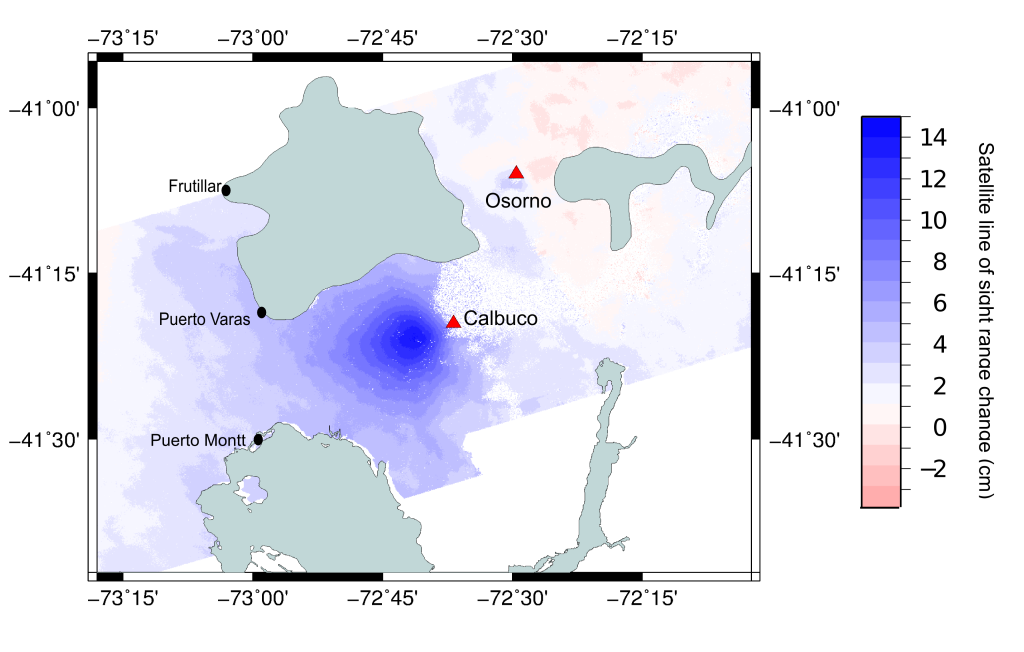 −73˚15' −73˚00' −72˚45' −72˚30' −72˚15'
−41˚00' −41˚00'
Frutillar
Osorno
−41˚15' −41˚15'
Puerto Varas
Calbuco
Puerto Montt
−41˚30' −41˚30'
−73˚15' −73˚00' −72˚45' −72˚30' −72˚15'
14
12
10
8
6
4
2
0
−2
Satellite line of sight range change (cm)